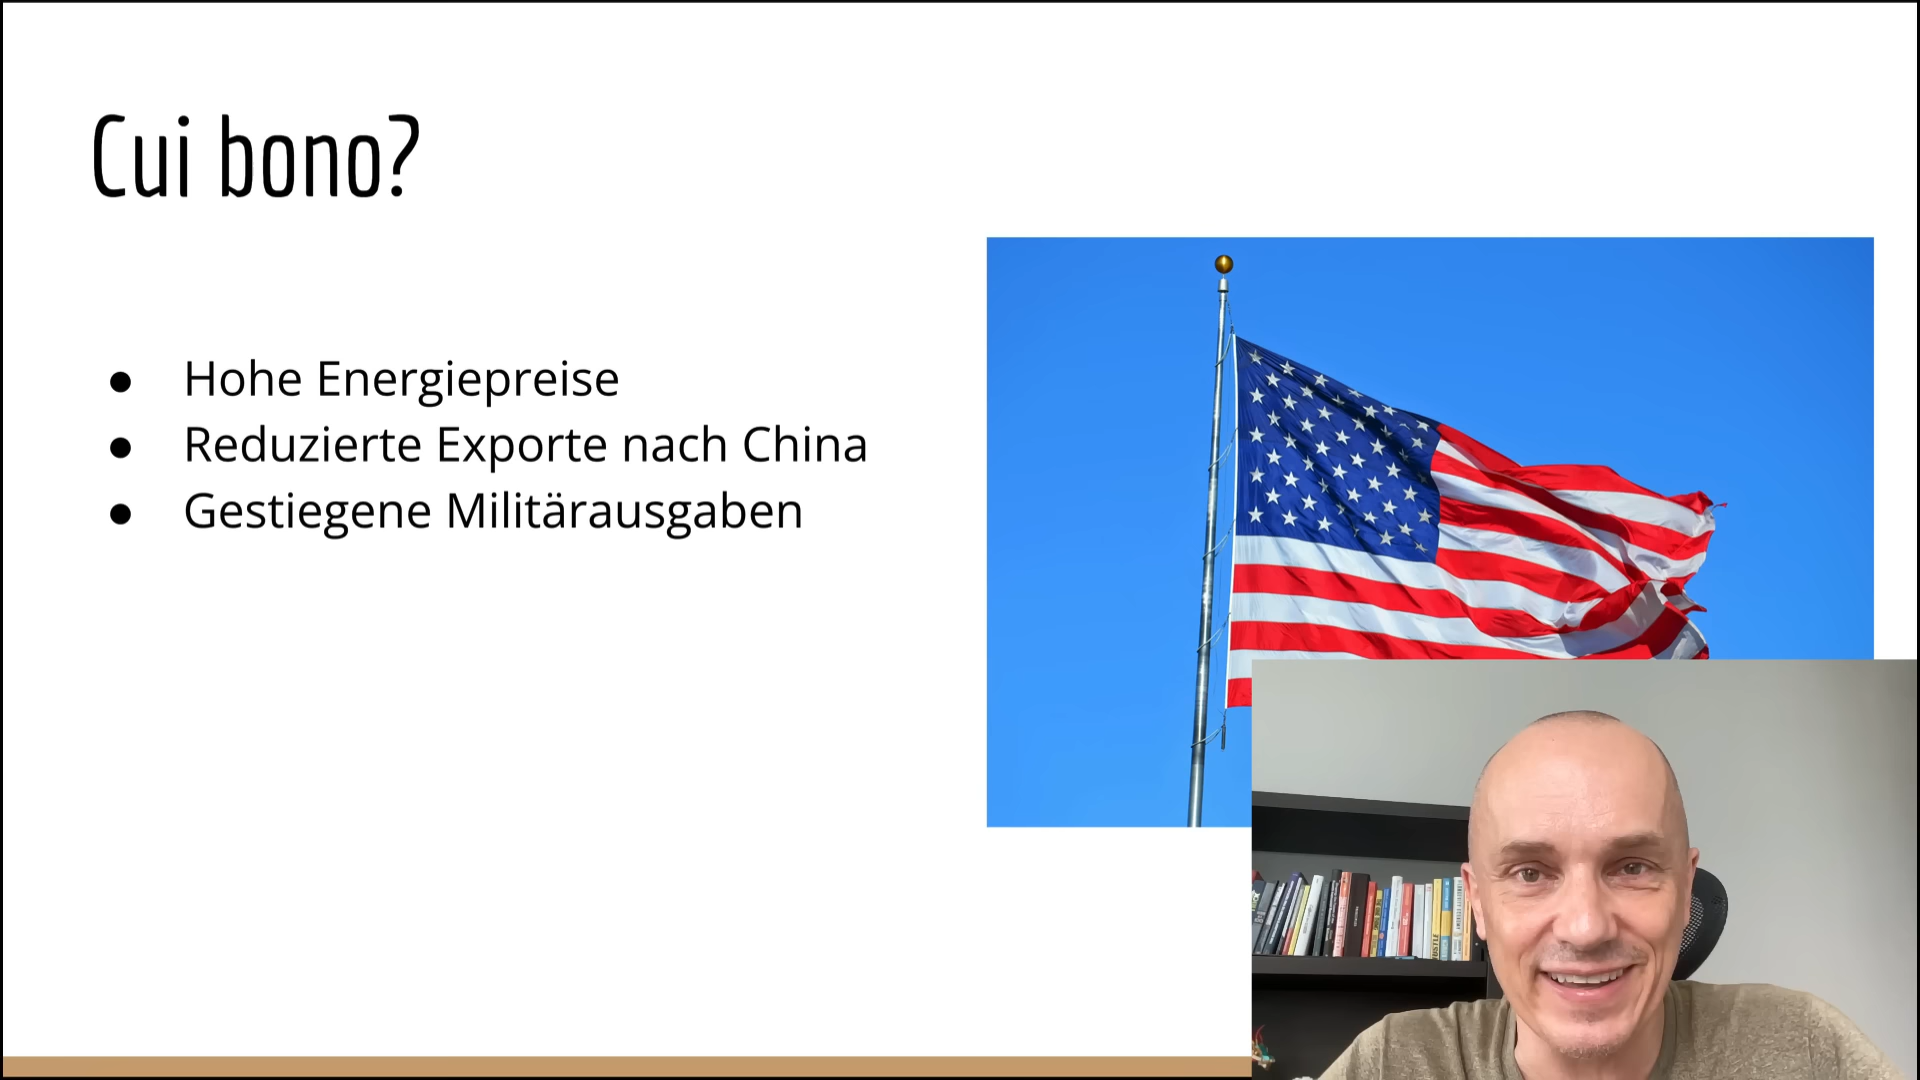 Cui bono?
● Hohe Energiepreise
● Reduzierte Exporte nach China
● Gestiegene Militärausgaben